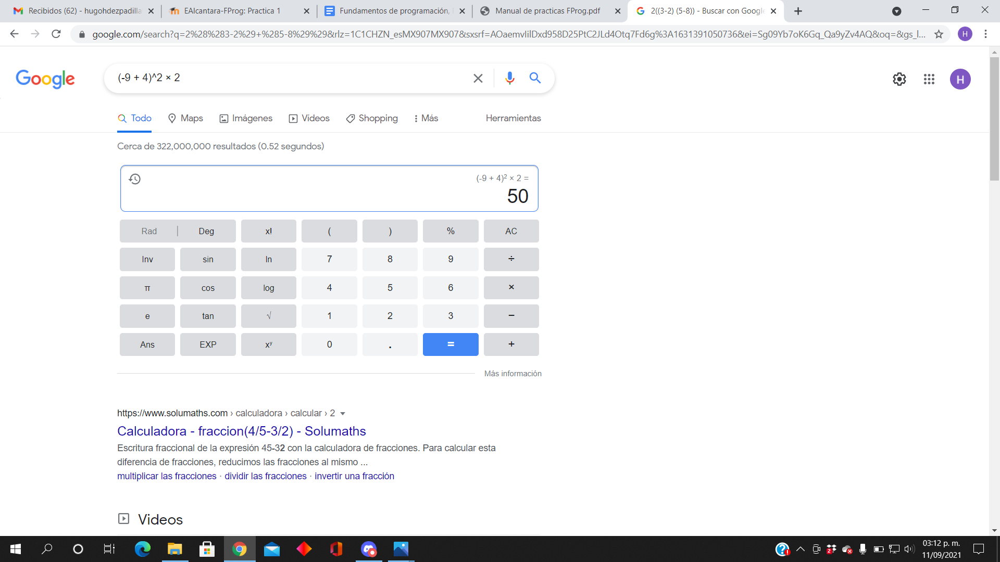 Recibidos (62) - hugohdezpadilla
EAlcantara-FProg: Practica 1
Fundamentos de programación,
Manual de practicas FProg.pdf
2((3-2) (5-8)) - Buscar con Google
google.com/search?q=2%28%283-2%29+%285-8%29%29&rlz=1C1CHZN_esMX907MX907&sxsrf=AOaemvIilDxd958D25PtC2JLd4Otq7Fd6g%3A1631391050736&ei=Sg09Yb7oK6Gq_Qa9yZv4AQ&oq=&gs_l...
H
Google
(-9 + 4)^2 × 2
H
Todo
Maps
Imágenes
Vídeos
Shopping
Más
Herramientas
Cerca de 322,000,000 resultados (0.52 segundos)
(-9 + 4)² × 2 =
50
Rad | Deg x! ( ) % AC
Inv sin ln 7 8 9 ÷
π cos log 4 5 6 ×
e tan √ 1 2 3 −
Ans EXP xʸ 0 . = +
Más información
https://www.solumaths.com › calculadora › calcular › 2
Calculadora - fraccion(4/5-3/2) - Solumaths
Escritura fraccional de la expresión 45-32 con la calculadora de fracciones. Para calcular esta
diferencia de fracciones, reducimos las fracciones al mismo ...
multiplicar las fracciones · dividir las fracciones · invertir una fracción
Videos
03:12 p. m.
11/09/2021